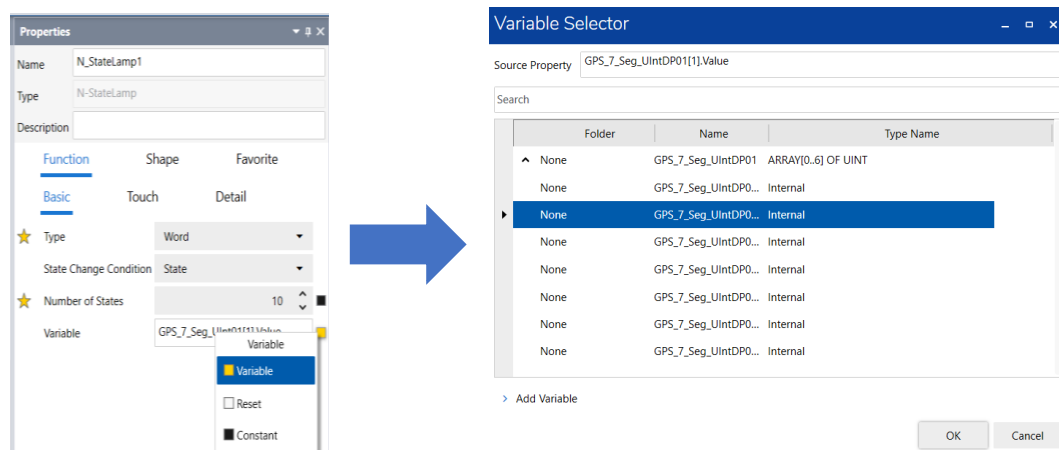 Properties
Name N_StateLamp1
Type N-StateLamp
Description
Function Shape Favorite
Basic Touch Detail
Type Word
State Change Condition State
Number of States 10
Variable GPS_7_Seg_UInt01[1].Value
Variable
Variable
Reset
Constant
Variable Selector
Source Property GPS_7_Seg_UIntDP01[1].Value
Search
Folder Name Type Name
None GPS_7_Seg_UIntDP01 ARRAY[0..6] OF UINT
None GPS_7_Seg_UIntDP0... Internal
None GPS_7_Seg_UIntDP0... Internal
None GPS_7_Seg_UIntDP0... Internal
None GPS_7_Seg_UIntDP0... Internal
None GPS_7_Seg_UIntDP0... Internal
None GPS_7_Seg_UIntDP0... Internal
None GPS_7_Seg_UIntDP0... Internal
Add Variable
OK Cancel